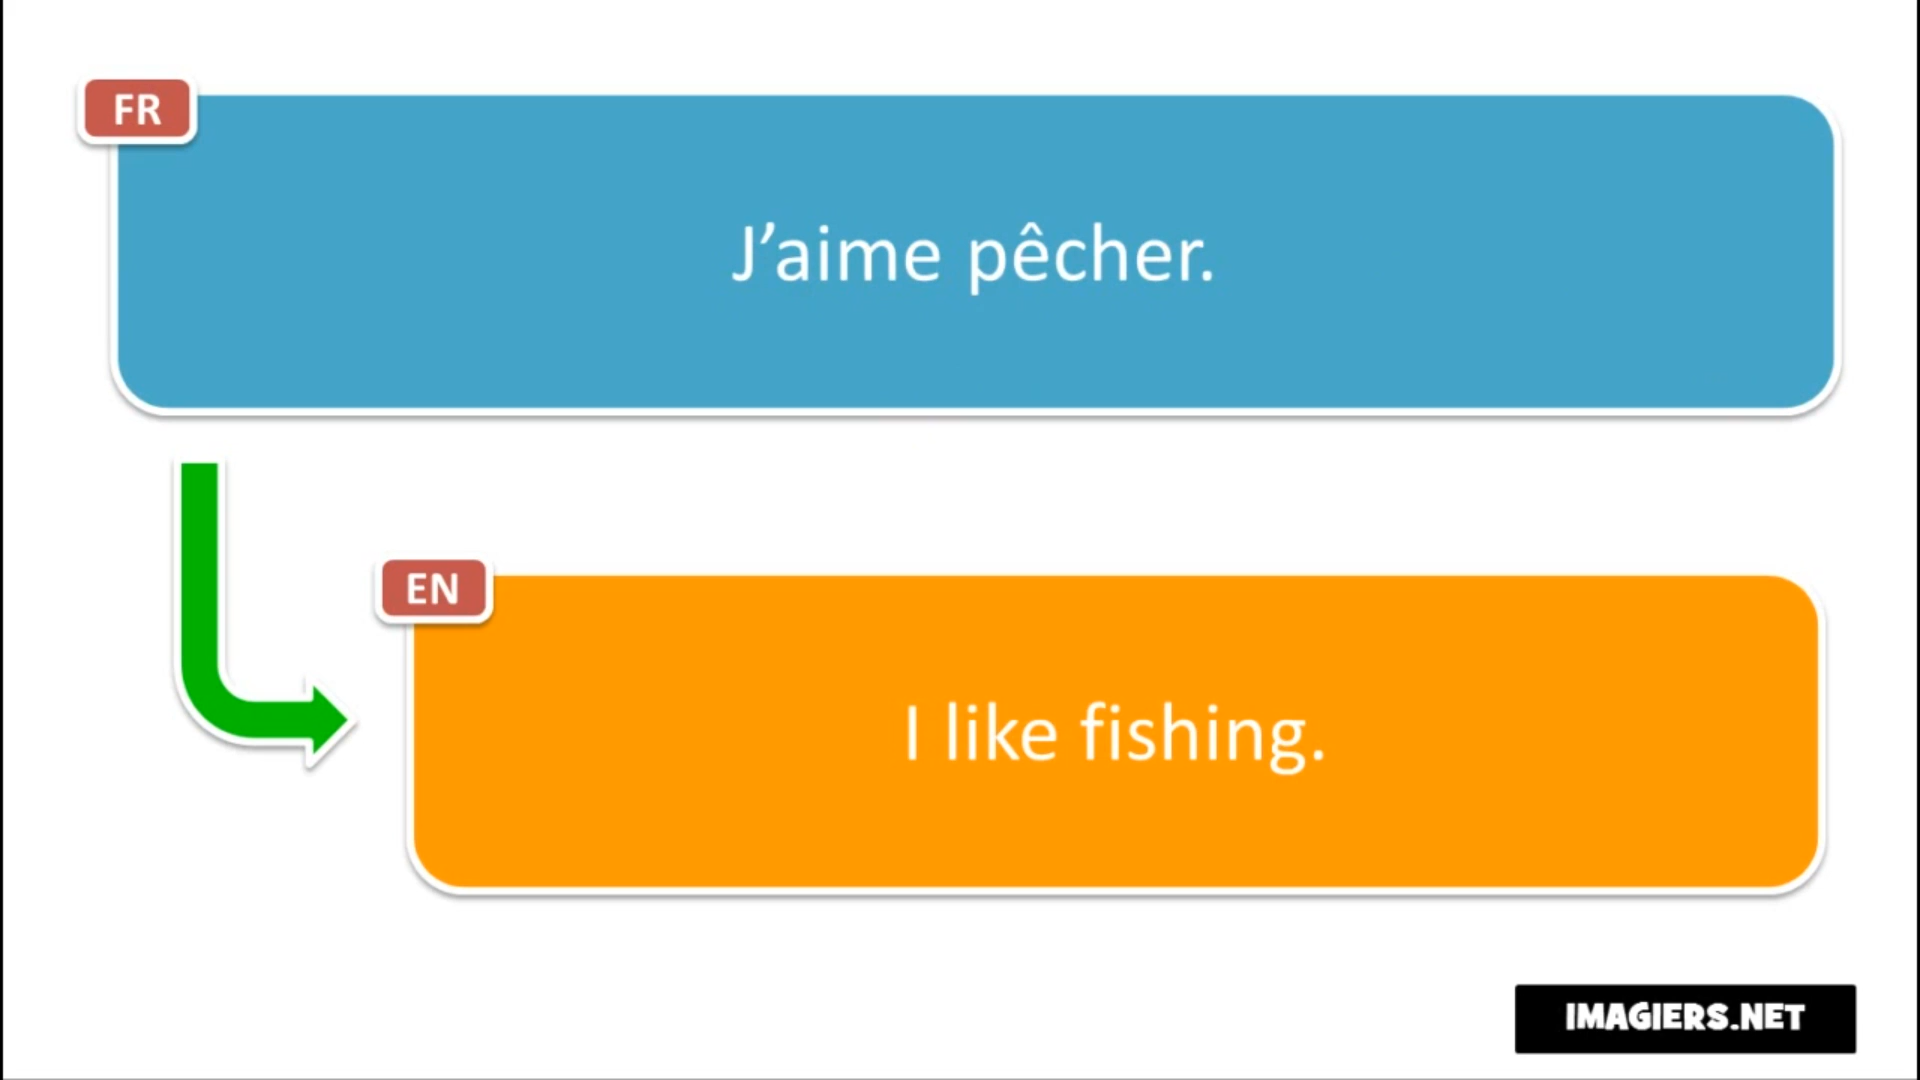 FR
J’aime pêcher.
EN
I like fishing.
IMAGIERS.NET